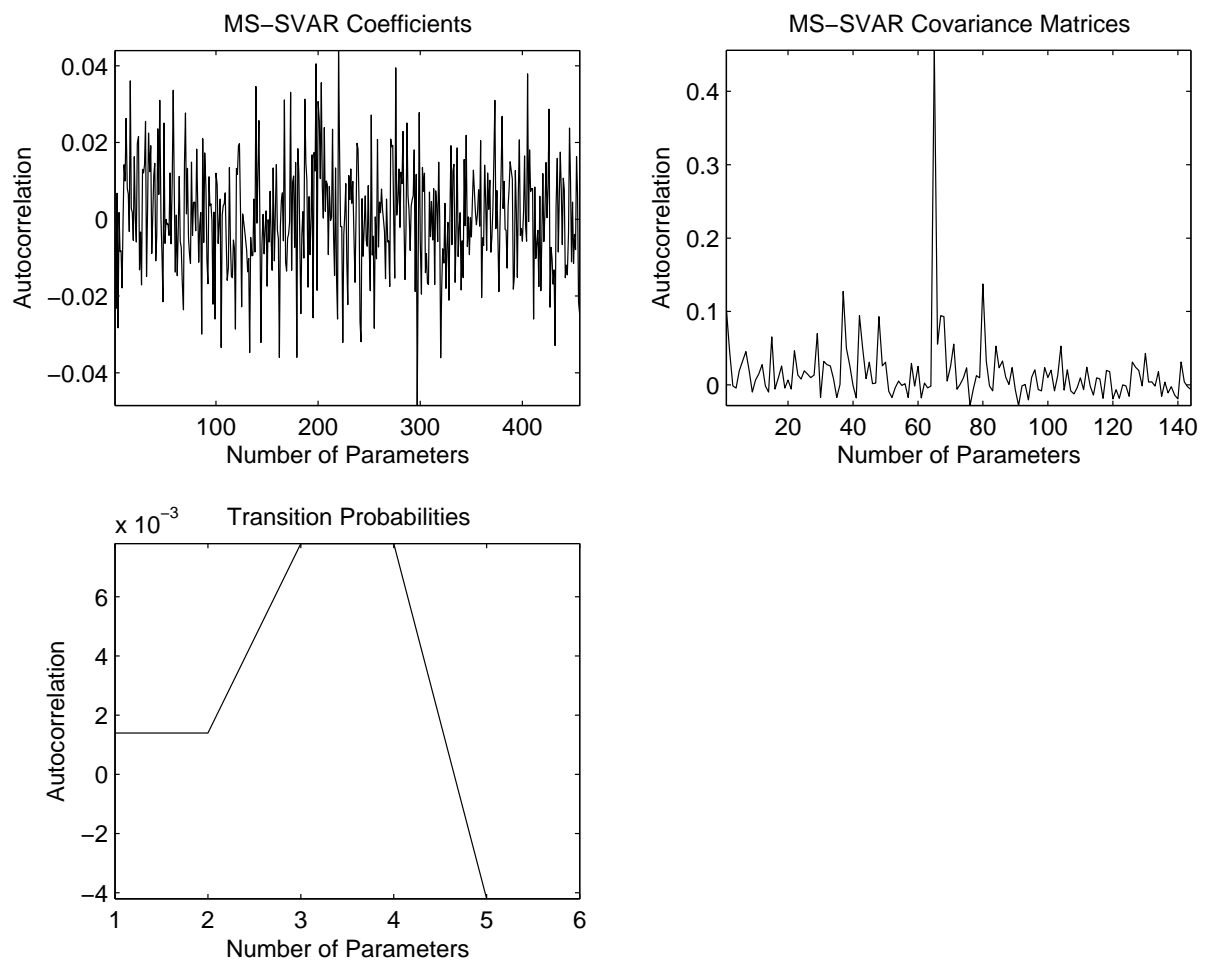 MS−SVAR Coefficients
0.04
0.02
0
−0.02
−0.04
Autocorrelation
100 200 300 400
Number of Parameters
MS−SVAR Covariance Matrices
0.4
0.3
0.2
0.1
0
Autocorrelation
20 40 60 80 100 120 140
Number of Parameters
x 10−3
Transition Probabilities
6
4
2
0
−2
−4
Autocorrelation
1 2 3 4 5 6
Number of Parameters